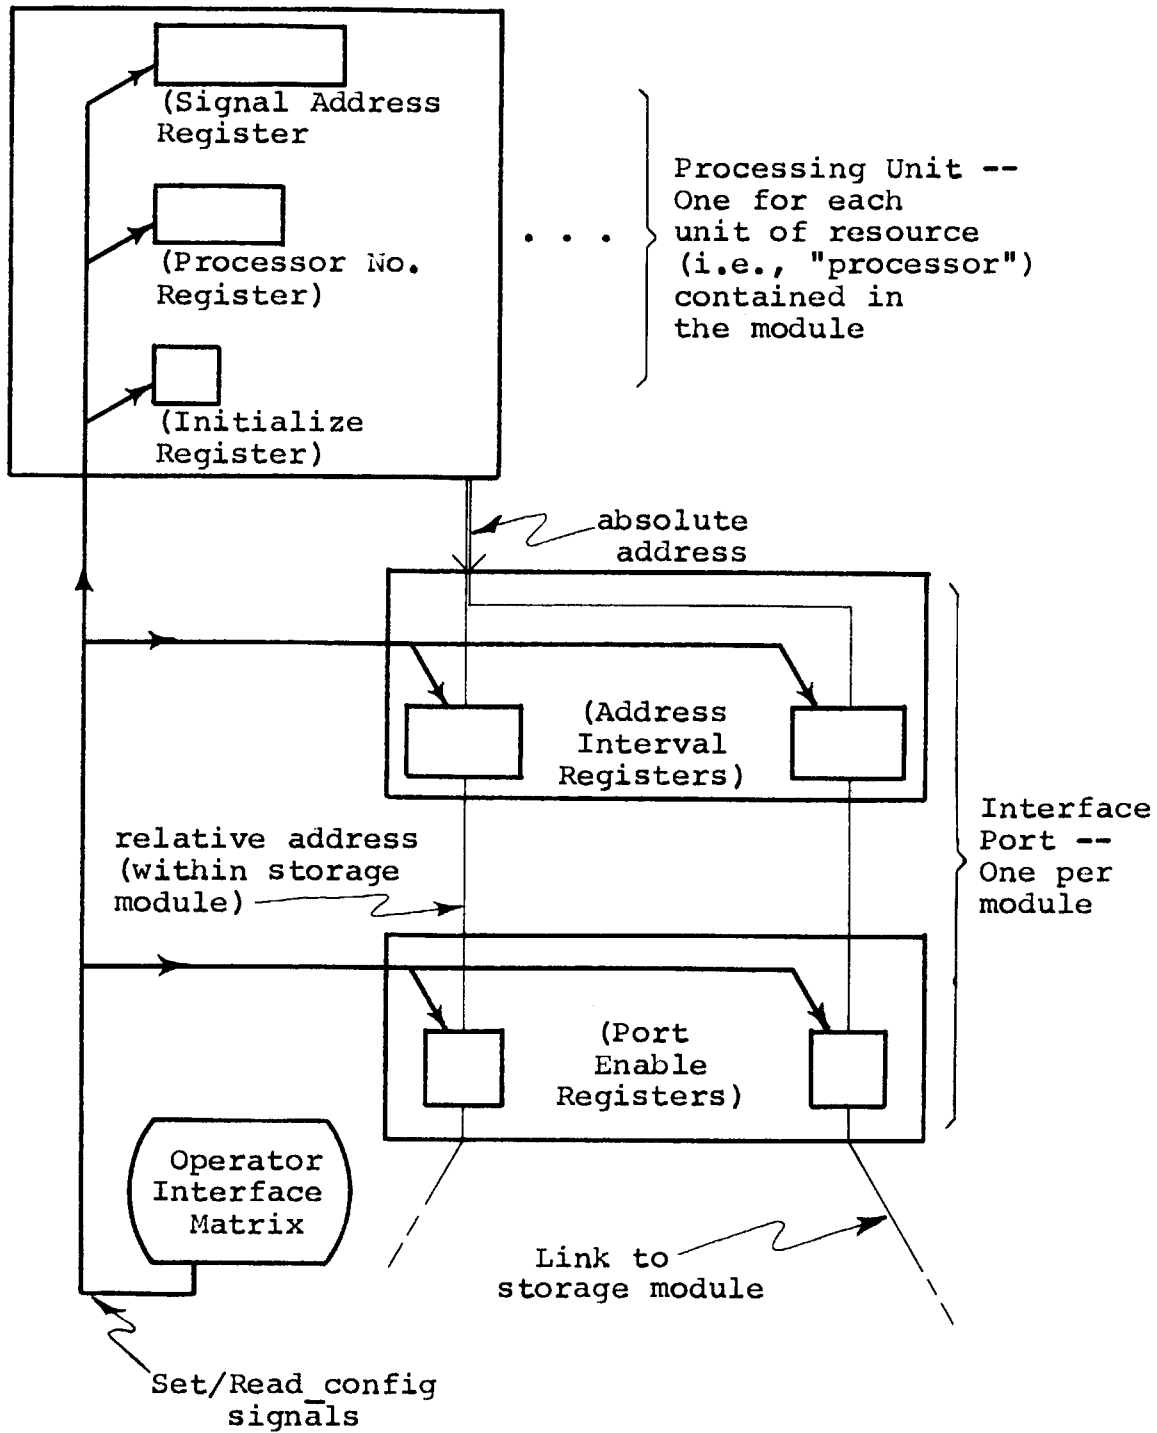 (Signal Address
Register
(Processor No.
Register)
(Initialize
Register)
. . .
Processing Unit --
One for each
unit of resource
(i.e., "processor")
contained in
the module
absolute
address
(Address
Interval
Registers)
relative address
(within storage
module)
Interface
Port --
One per
module
(Port
Enable
Registers)
Operator
Interface
Matrix
Link to
storage module
Set/Read_config
signals